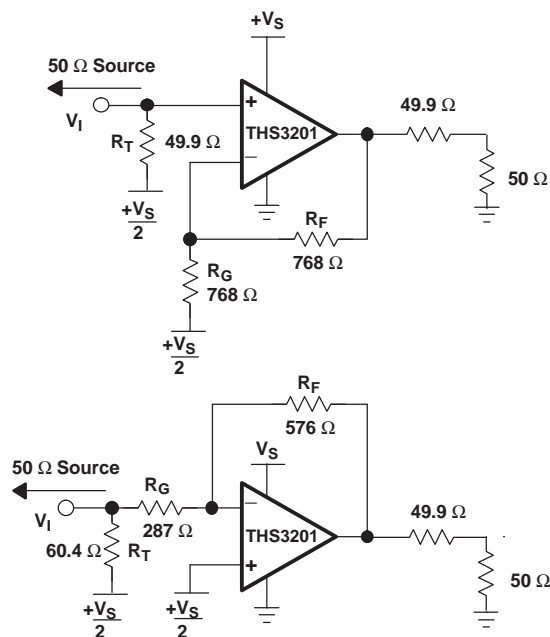 +VS
50 Ω Source
VI
+
THS3201
−
RT
49.9 Ω
49.9 Ω
50 Ω
+VS
2
RF
768 Ω
RG
768 Ω
+VS
2
RF
576 Ω
50 Ω Source
VS
RG
287 Ω
VI
−
THS3201
+
49.9 Ω
60.4 Ω
RT
50 Ω
+VS
2
+VS
2